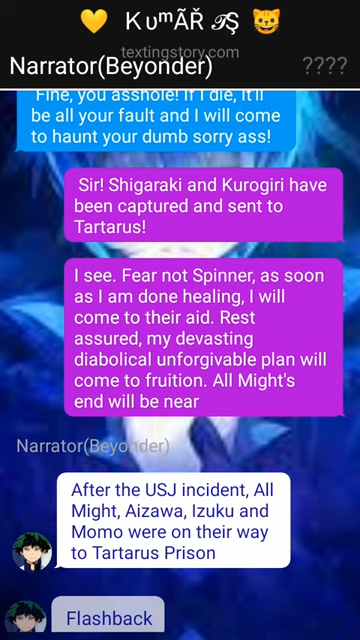 💛 Kυᵐᾶř 𝒯Ş 😺
textingstory.com
Narrator(Beyonder) ????
Fine, you asshole! If I die, it'll
be all your fault and I will come
to haunt your dumb sorry ass!
Sir! Shigaraki and Kurogiri have
been captured and sent to
Tartarus!
I see. Fear not Spinner, as soon
as I am done healing, I will
come to their aid. Rest
assured, my devasting
diabolical unforgivable plan will
come to fruition. All Might's
end will be near
Narrator(Beyonder)
After the USJ incident, All
Might, Aizawa, Izuku and
Momo were on their way
to Tartarus Prison
Flashback